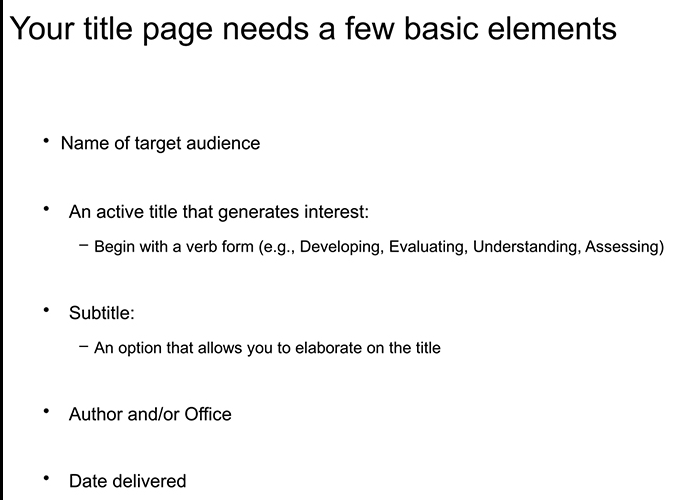 Your title page needs a few basic elements
• Name of target audience
• An active title that generates interest:
– Begin with a verb form (e.g., Developing, Evaluating, Understanding, Assessing)
• Subtitle:
– An option that allows you to elaborate on the title
• Author and/or Office
• Date delivered